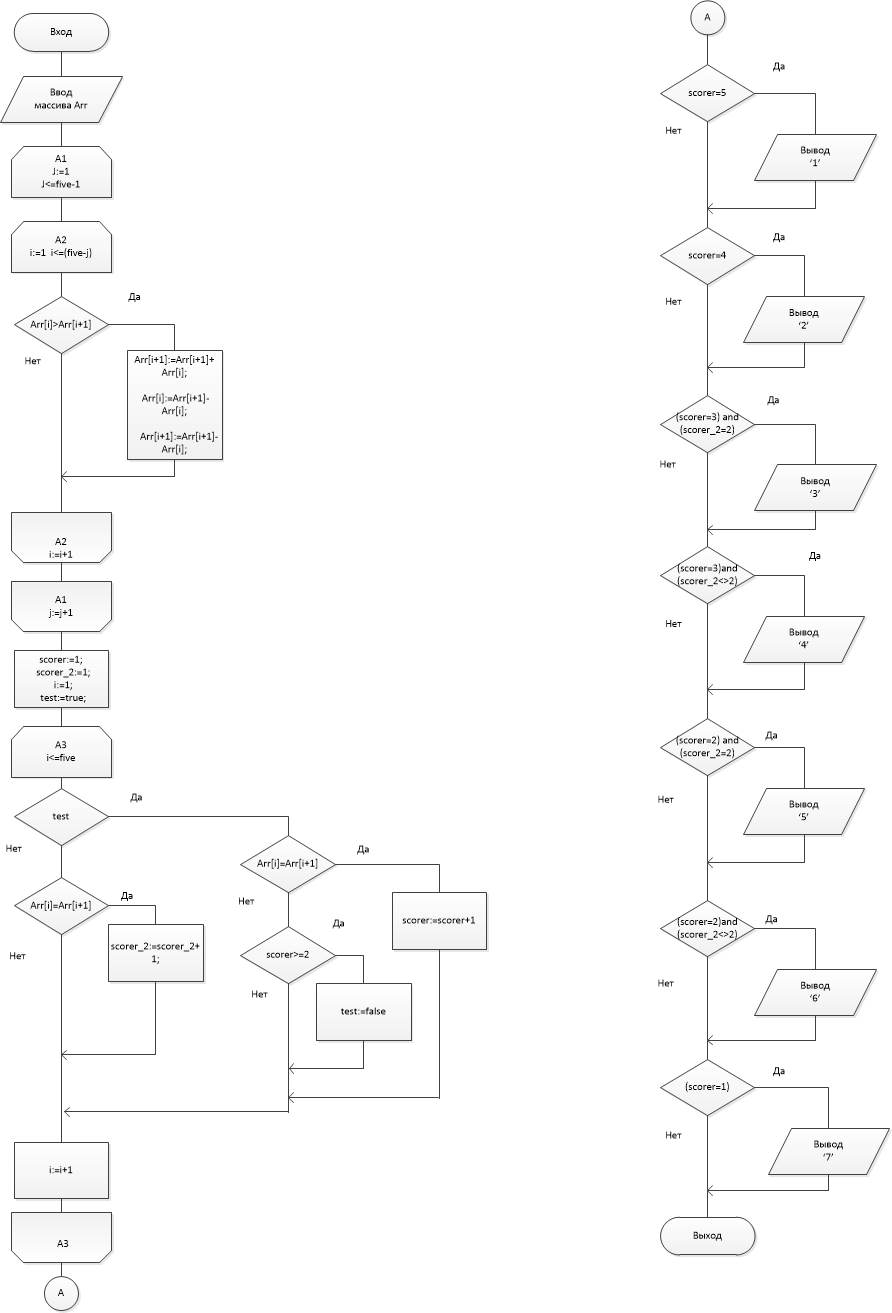 Вход
Ввод
массива Arr
A1
J:=1
J<=five-1
A2
i:=1 i<=(five-j)
Arr[i]>Arr[i+1]
Да
Нет
Arr[i+1]:=Arr[i+1]+
Arr[i];
Arr[i]:=Arr[i+1]-
Arr[i];
Arr[i+1]:=Arr[i+1]-
Arr[i];
A2
i:=i+1
A1
j:=j+1
scorer:=1;
scorer_2:=1;
i:=1;
test:=true;
A3
i<=five
test
Да
Нет
Arr[i]=Arr[i+1]
Да
Нет
scorer_2:=scorer_2+
1;
Arr[i]=Arr[i+1]
Да
Нет
scorer:=scorer+1
scorer>=2
Да
Нет
test:=false
i:=i+1
A3
A
A
scorer=5
Да
Нет
Вывод
‘1’
scorer=4
Да
Нет
Вывод
‘2’
(scorer=3) and
(scorer_2=2)
Да
Нет
Вывод
‘3’
(scorer=3)and
(scorer_2<>2)
Да
Нет
Вывод
‘4’
(scorer=2) and
(scorer_2=2)
Да
Нет
Вывод
‘5’
(scorer=2)and
(scorer_2<>2)
Да
Нет
Вывод
‘6’
(scorer=1)
Да
Нет
Вывод
‘7’
Выход